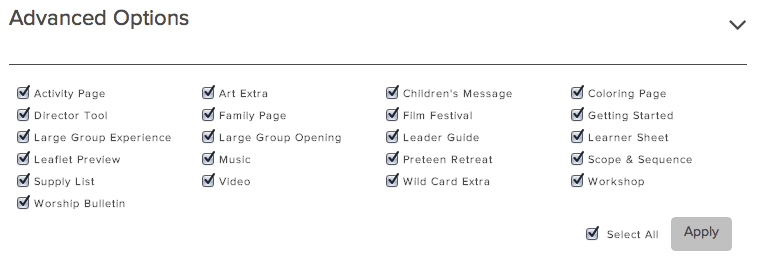 Advanced Options
Activity Page Art Extra Children's Message Coloring Page
Director Tool Family Page Film Festival Getting Started
Large Group Experience Large Group Opening Leader Guide Learner Sheet
Leaflet Preview Music Preteen Retreat Scope & Sequence
Supply List Video Wild Card Extra Workshop
Worship Bulletin
Select All Apply